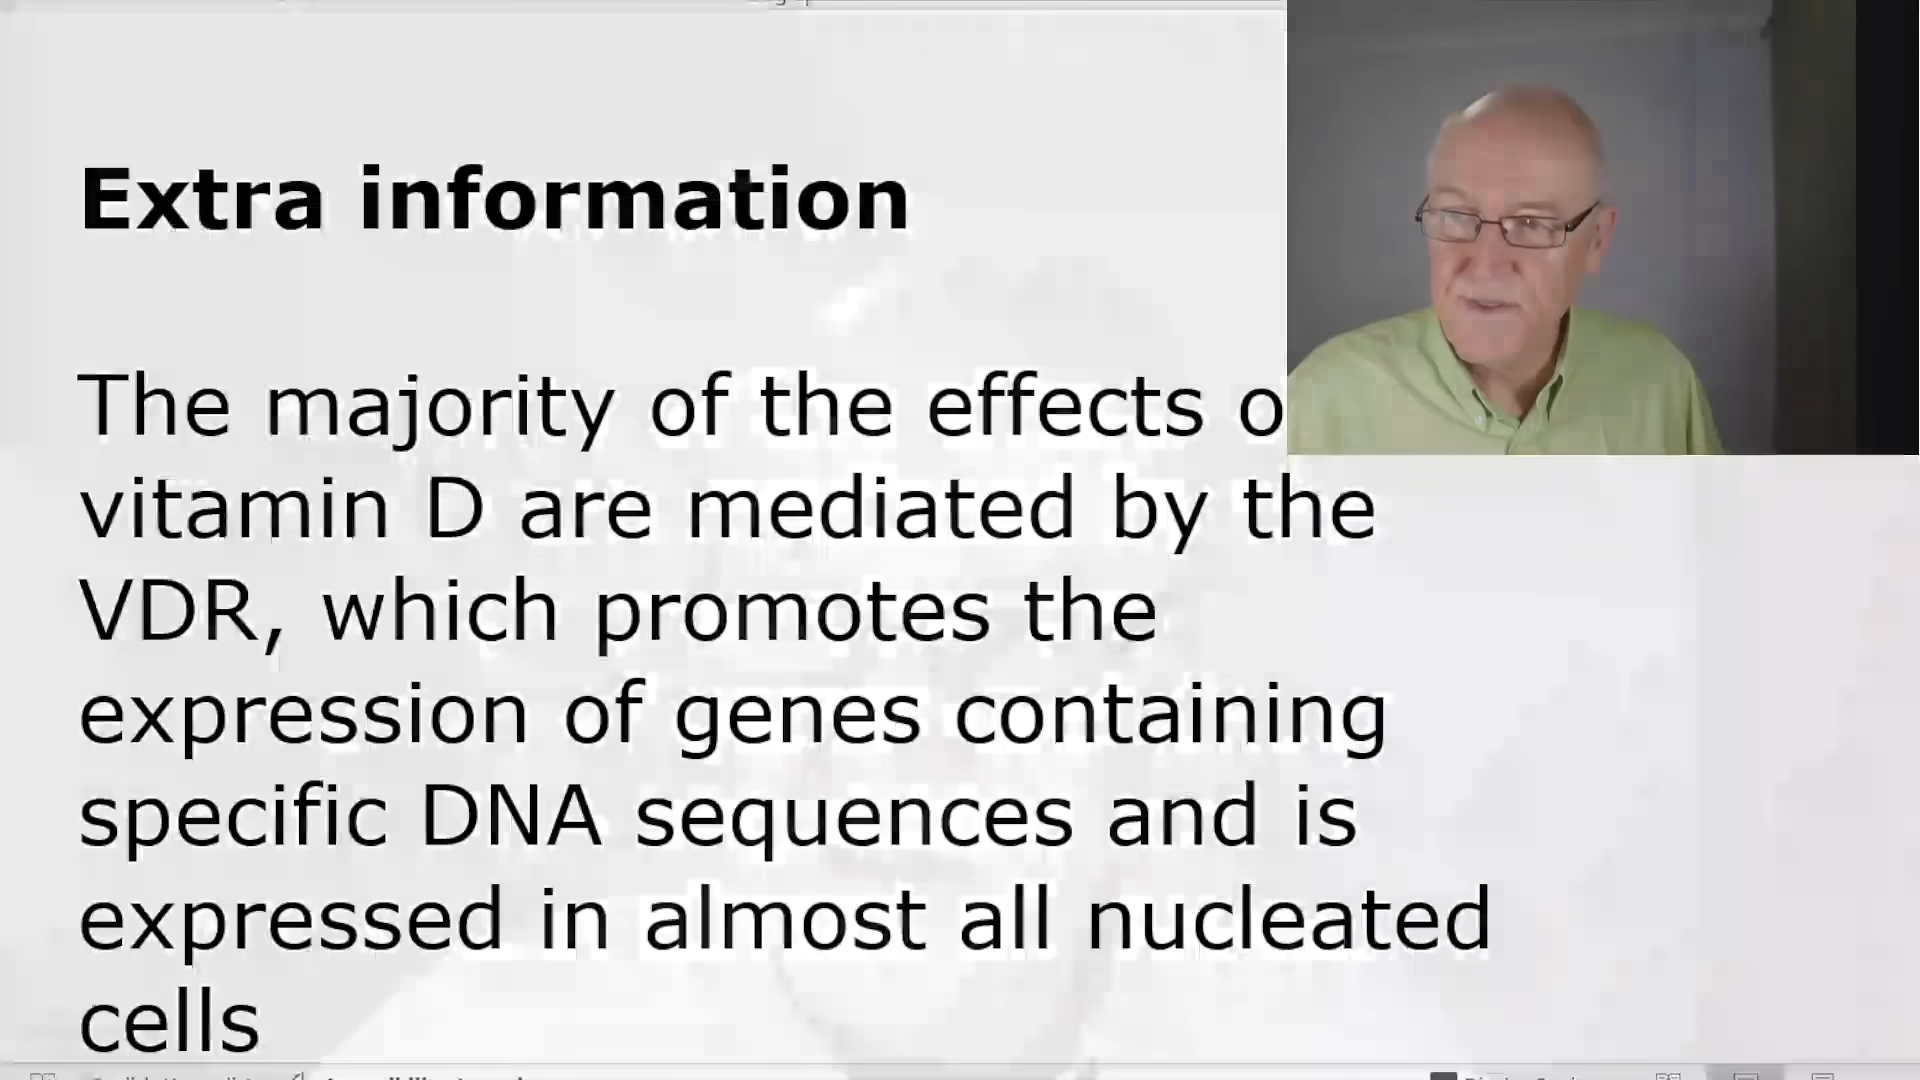 Extra information
The majority of the effects o
vitamin D are mediated by the
VDR, which promotes the
expression of genes containing
specific DNA sequences and is
expressed in almost all nucleated
cells